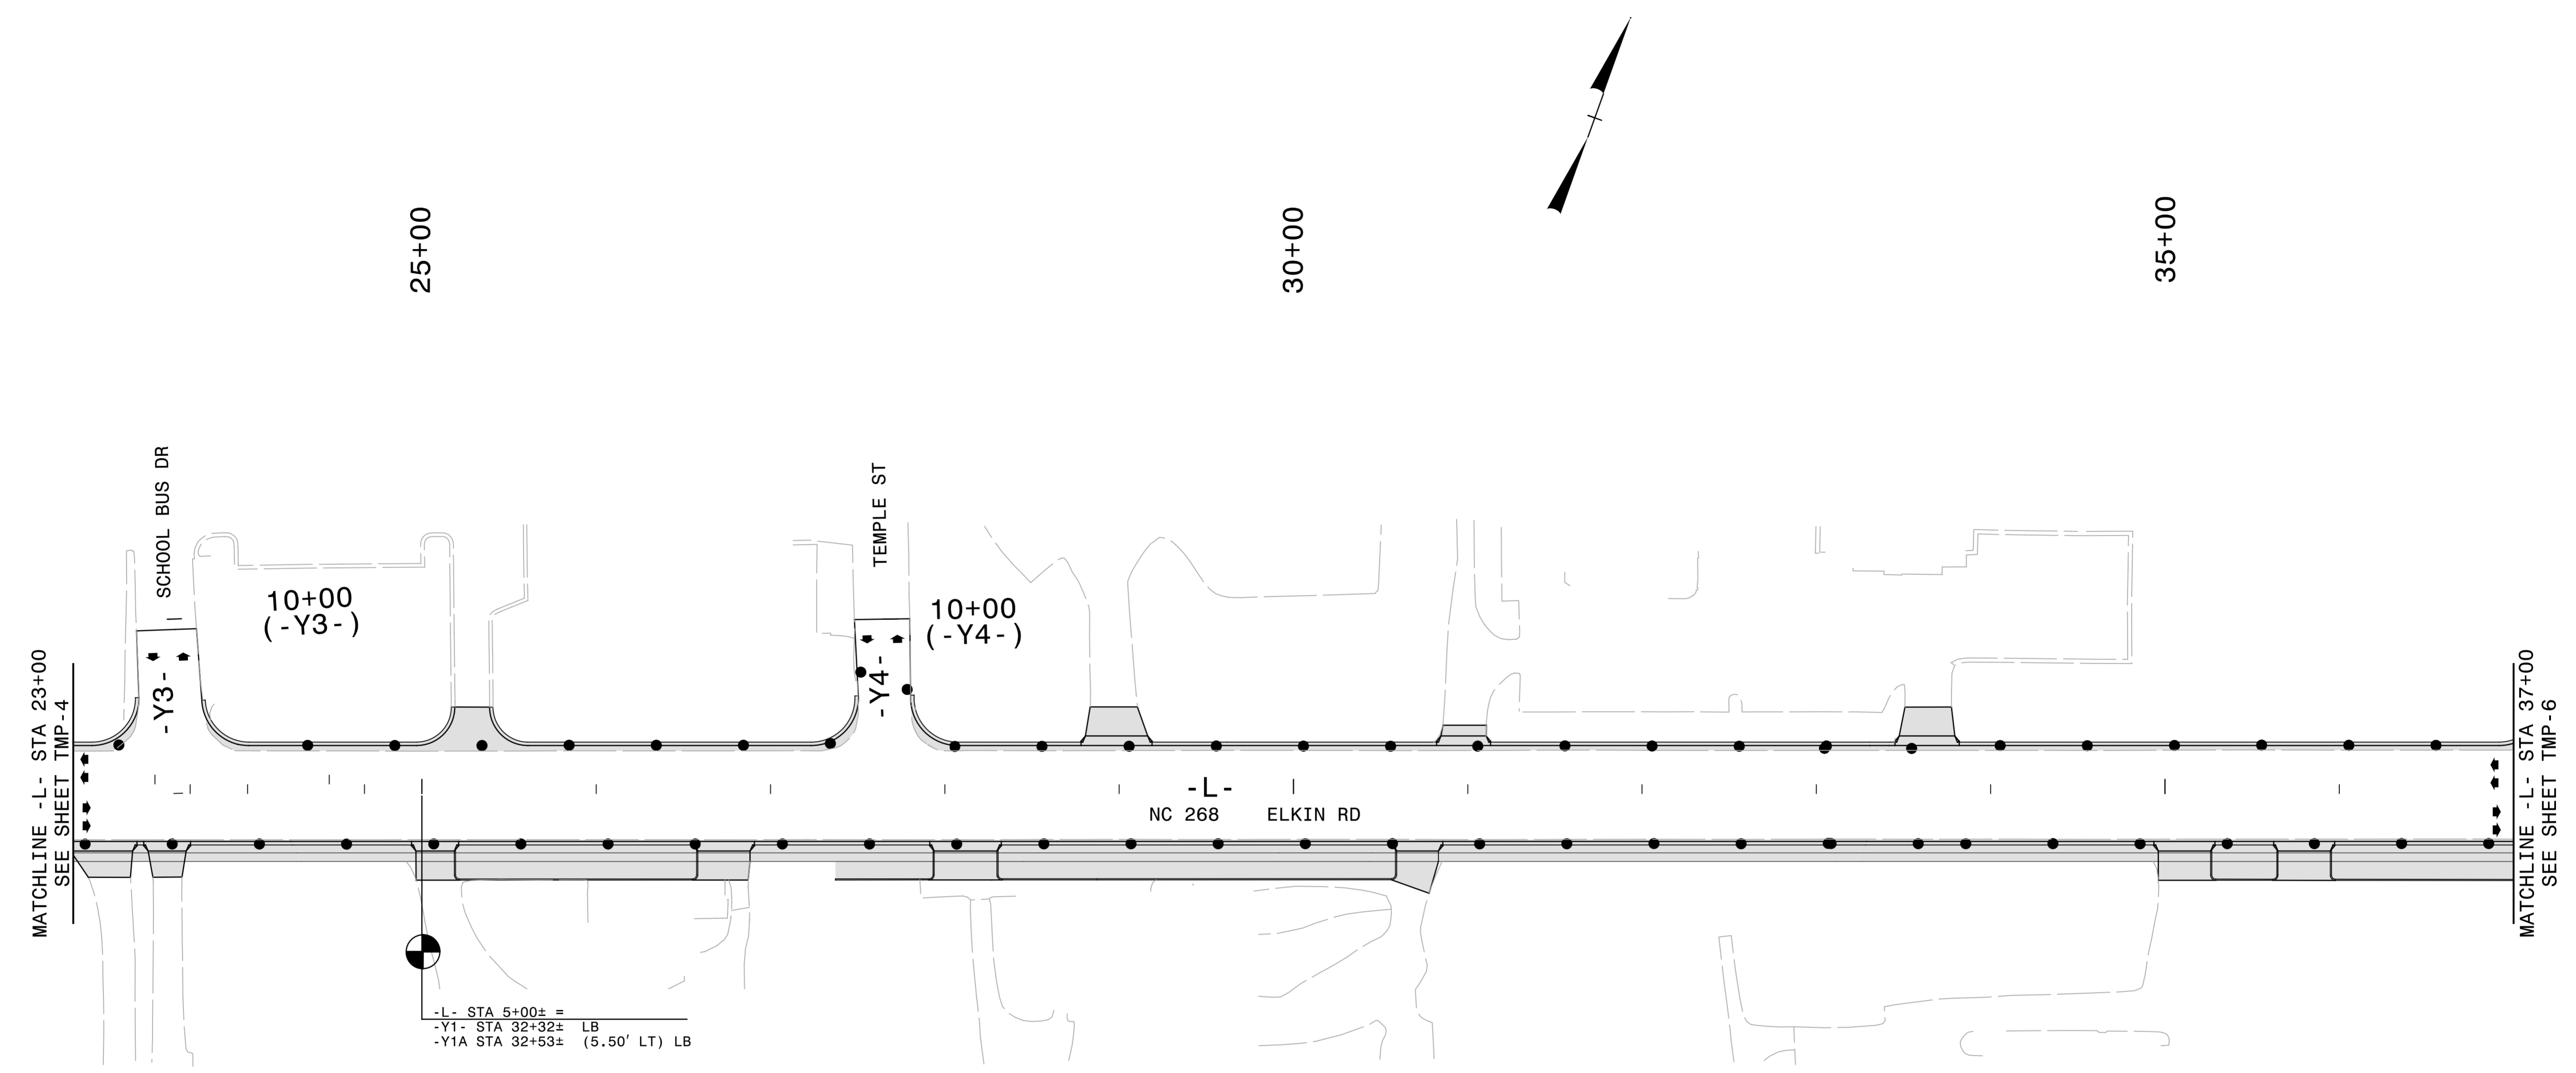 25+00
30+00
35+00
SCHOOL BUS DR
TEMPLE ST
10+00
(-Y3-)
10+00
(-Y4-)
-Y3-
-Y4-
MATCHLINE -L- STA 23+00
SEE SHEET TMP-4
-L-
NC 268 ELKIN RD
MATCHLINE -L- STA 37+00
SEE SHEET TMP-6
-L- STA 5+00± =
-Y1- STA 32+32± LB
-Y1A STA 32+53± (5.50' LT) LB